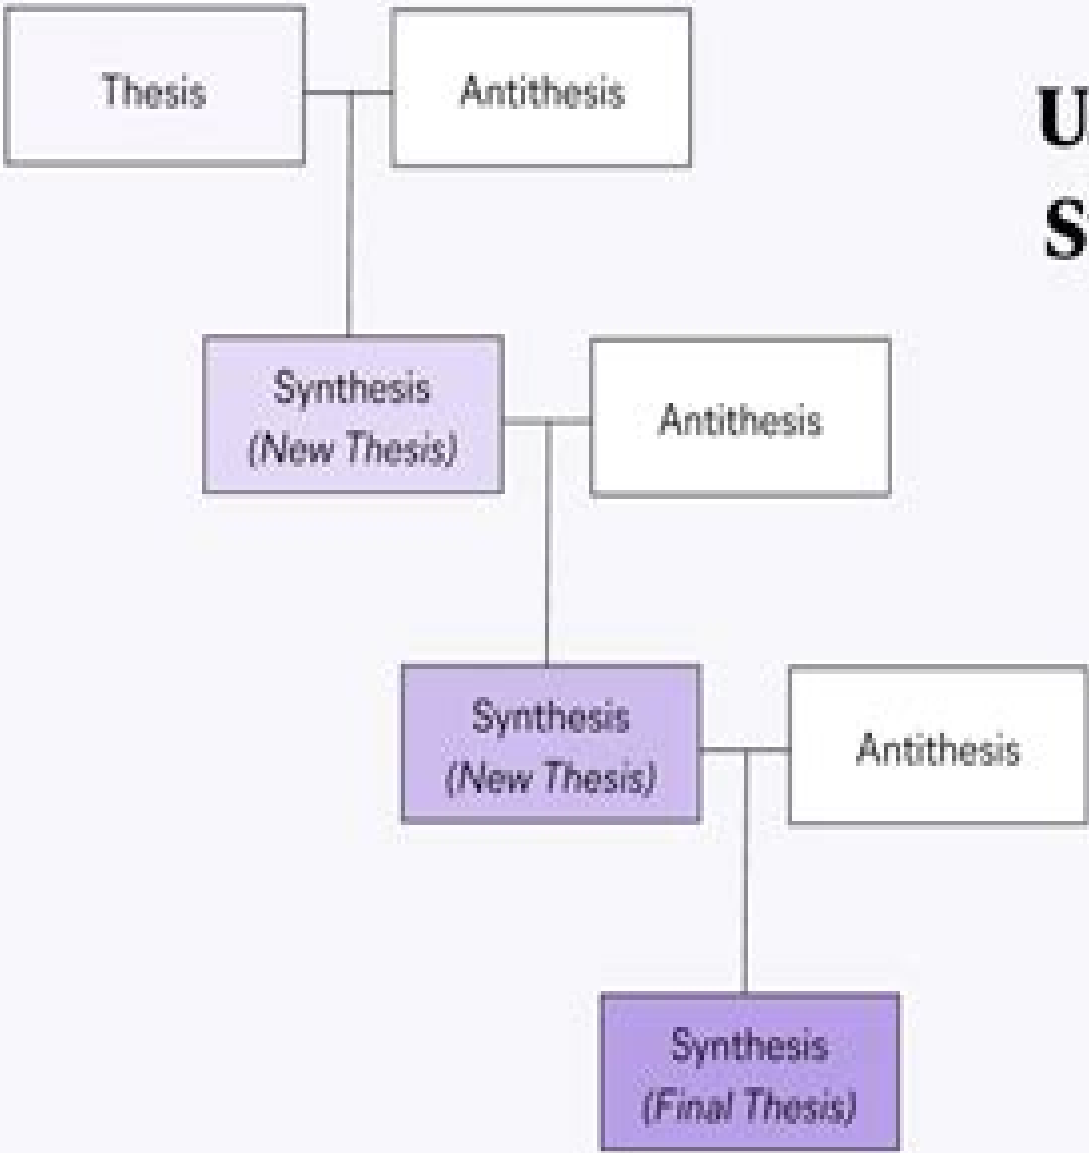 Thesis
Antithesis
Synthesis
(New Thesis)
Antithesis
Synthesis
(New Thesis)
Antithesis
Synthesis
(Final Thesis)